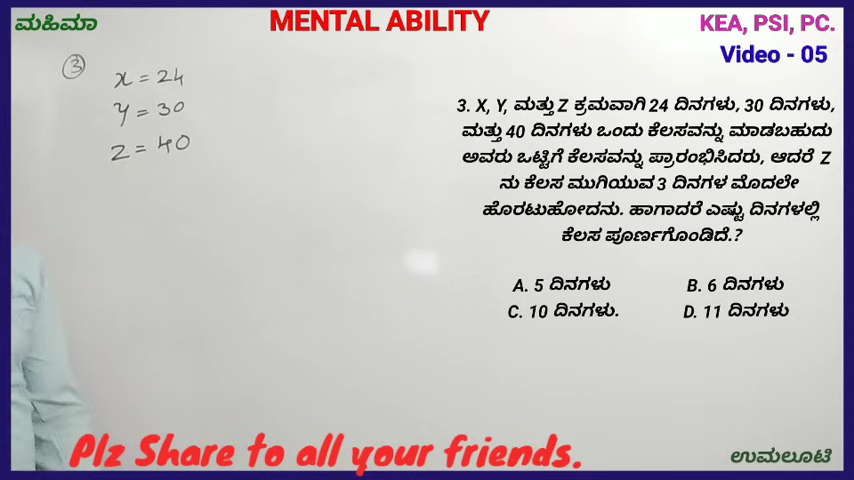 ಮಹಿಮಾ
MENTAL ABILITY
KEA, PSI, PC.
Video - 05
3
x = 24
y = 30
z = 40
3. X, Y, ಮತ್ತು Z ಕ್ರಮವಾಗಿ 24 ದಿನಗಳು, 30 ದಿನಗಳು,
ಮತ್ತು 40 ದಿನಗಳು ಒಂದು ಕೆಲಸವನ್ನು ಮಾಡಬಹುದು
ಅವರು ಒಟ್ಟಿಗೆ ಕೆಲಸವನ್ನು ಪ್ರಾರಂಭಿಸಿದರು, ಆದರೆ Z
ನು ಕೆಲಸ ಮುಗಿಯುವ 3 ದಿನಗಳ ಮೊದಲೇ
ಹೊರಟುಹೋದನು. ಹಾಗಾದರೆ ಎಷ್ಟು ದಿನಗಳಲ್ಲಿ
ಕೆಲಸ ಪೂರ್ಣಗೊಂಡಿದೆ.?
A. 5 ದಿನಗಳು B. 6 ದಿನಗಳು
C. 10 ದಿನಗಳು. D. 11 ದಿನಗಳು
Plz Share to all your friends.
ಉಮಲೂಟಿ